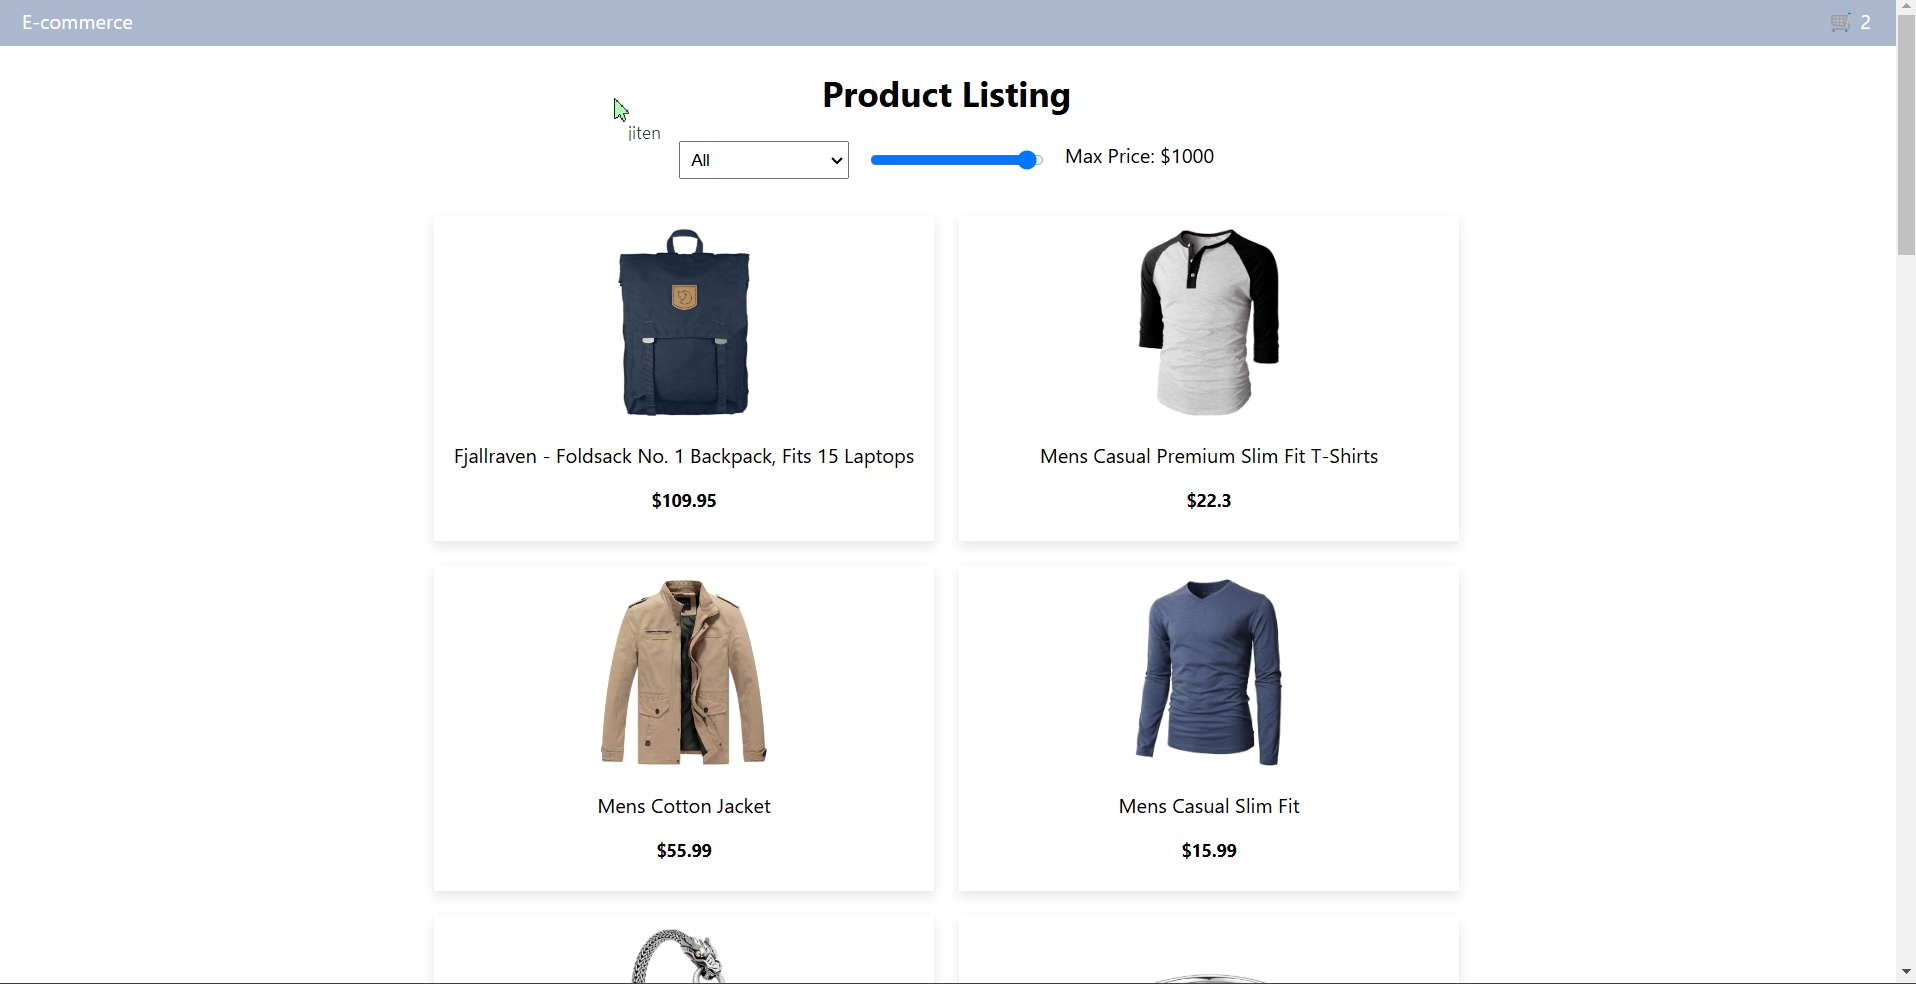 E-commerce 2
Product Listing
jiten
All Max Price: $1000
Fjallraven - Foldsack No. 1 Backpack, Fits 15 Laptops
$109.95
Mens Casual Premium Slim Fit T-Shirts
$22.3
Mens Cotton Jacket
$55.99
Mens Casual Slim Fit
$15.99